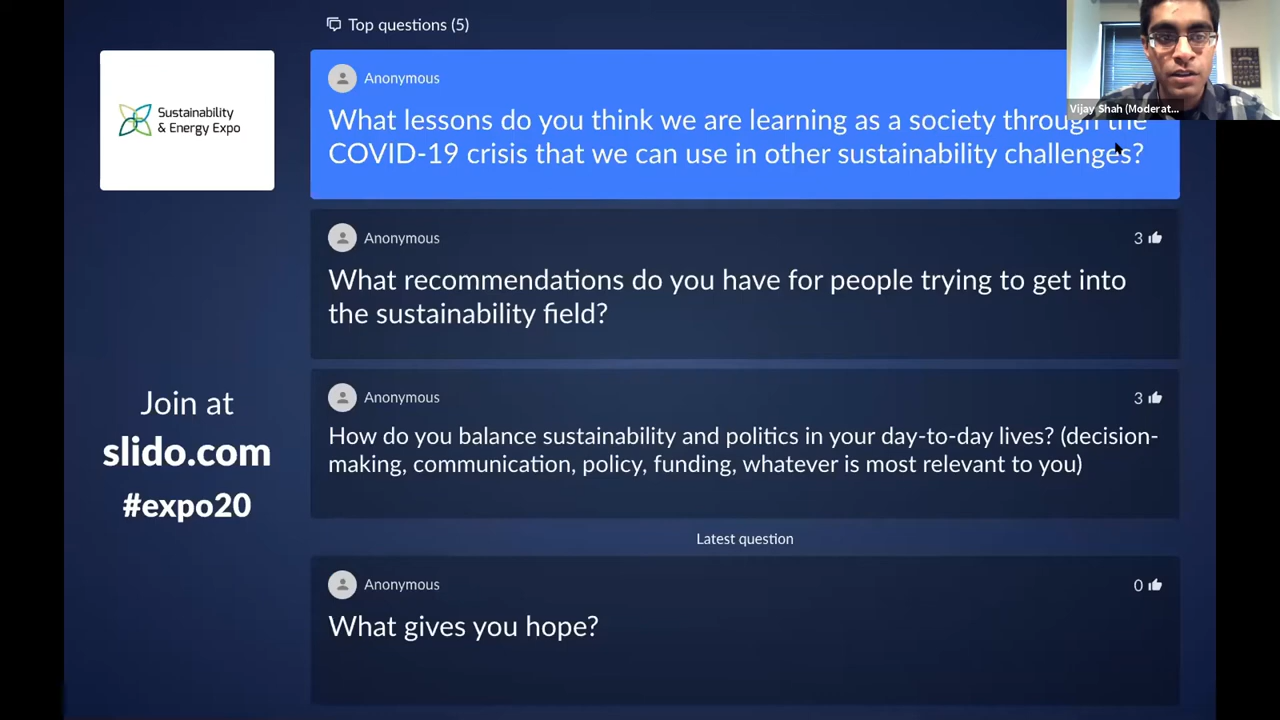 Top questions (5)
Sustainability
& Energy Expo
Anonymous
What lessons do you think we are learning as a society through the
COVID-19 crisis that we can use in other sustainability challenges?
Vijay Shah (Moderat...
Anonymous
3
What recommendations do you have for people trying to get into
the sustainability field?
Anonymous
3
How do you balance sustainability and politics in your day-to-day lives? (decision-
making, communication, policy, funding, whatever is most relevant to you)
Join at
slido.com
#expo20
Latest question
Anonymous
0
What gives you hope?